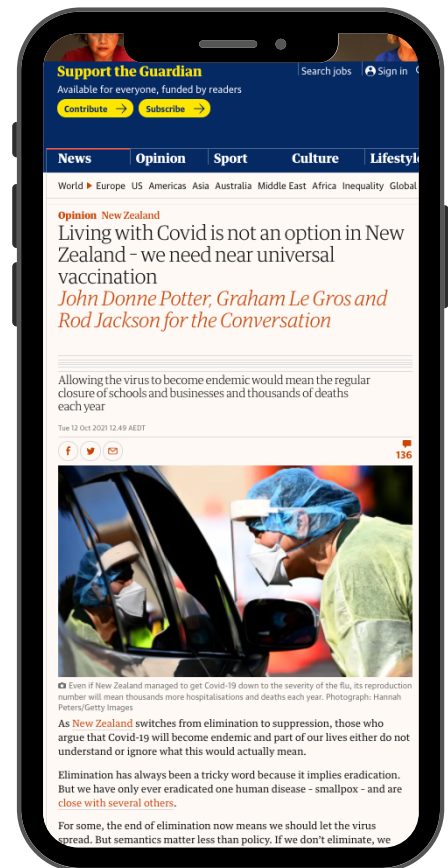 Support the Guardian
Search jobs
Sign in
Available for everyone, funded by readers
Contribute →
Subscribe →
News Opinion Sport Culture Lifestyle
World Europe US Americas Asia Australia Middle East Africa Inequality Global
Opinion New Zealand
Living with Covid is not an option in New
Zealand – we need near universal
vaccination
John Donne Potter, Graham Le Gros and
Rod Jackson for the Conversation
Allowing the virus to become endemic would mean the regular
closure of schools and businesses and thousands of deaths
each year
Tue 12 Oct 2021 12.49 AEDT
136
Even if New Zealand managed to get Covid-19 down to the severity of the flu, its reproduction
number will mean thousands more hospitalisations and deaths each year. Photograph: Hannah
Peters/Getty Images
As New Zealand switches from elimination to suppression, those who
argue that Covid-19 will become endemic and part of our lives either do not
understand or ignore what this would actually mean.
Elimination has always been a tricky word because it implies eradication.
But we have only ever eradicated one human disease – smallpox – and are
close with several others.
For some, the end of elimination now means we should let the virus
spread. But semantics matter less than policy. If we don't eliminate, we